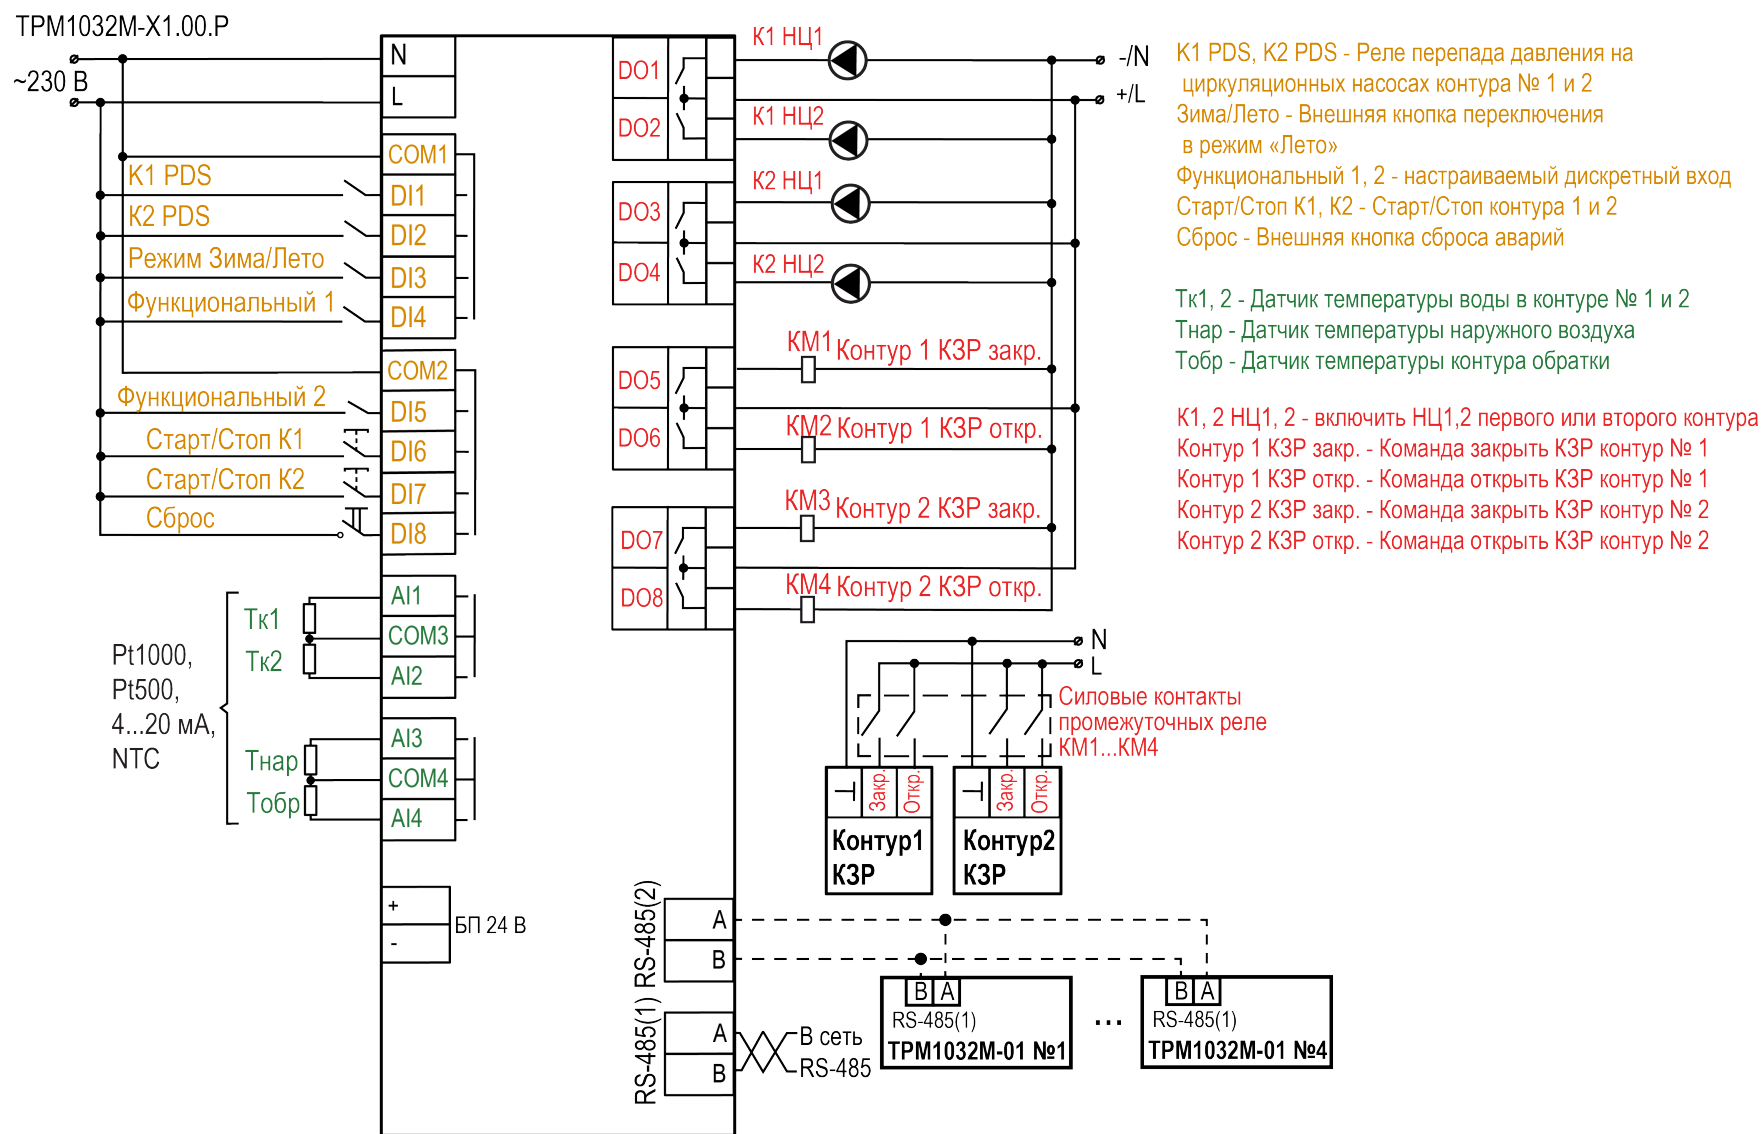 ТРМ1032М-Х1.00.Р
~230 В
N
L
COM1
K1 PDS
DI1
К2 PDS
DI2
Режим Зима/Лето
DI3
Функциональный 1
DI4
COM2
Функциональный 2
DI5
Старт/Стоп К1
DI6
Старт/Стоп К2
DI7
Сброс
DI8
Pt1000,
Pt500,
4...20 мА,
NTC
Тк1
Тк2
Тнар
Тобр
AI1
COM3
AI2
AI3
COM4
AI4
+
-
БП 24 В
DO1
DO2
DO3
DO4
DO5
DO6
DO7
DO8
К1 НЦ1
К1 НЦ2
К2 НЦ1
К2 НЦ2
КМ1 Контур 1 КЗР закр.
КМ2 Контур 1 КЗР откр.
КМ3 Контур 2 КЗР закр.
КМ4 Контур 2 КЗР откр.
-/N
+/L
K1 PDS, K2 PDS - Реле перепада давления на
циркуляционных насосах контура № 1 и 2
Зима/Лето - Внешняя кнопка переключения
в режим «Лето»
Функциональный 1, 2 - настраиваемый дискретный вход
Старт/Стоп К1, К2 - Старт/Стоп контура 1 и 2
Сброс - Внешняя кнопка сброса аварий
Тк1, 2 - Датчик температуры воды в контуре № 1 и 2
Тнар - Датчик температуры наружного воздуха
Тобр - Датчик температуры контура обратки
К1, 2 НЦ1, 2 - включить НЦ1,2 первого или второго контура
Контур 1 КЗР закр. - Команда закрыть КЗР контур № 1
Контур 1 КЗР откр. - Команда открыть КЗР контур № 1
Контур 2 КЗР закр. - Команда закрыть КЗР контур № 2
Контур 2 КЗР откр. - Команда открыть КЗР контур № 2
N
L
Силовые контакты
промежуточных реле
КМ1...КМ4
Закр.
Откр.
Контур1
КЗР
Закр.
Откр.
Контур2
КЗР
RS-485(2)
A
B
RS-485(1)
A
B
В сеть
RS-485
B A
RS-485(1)
ТРМ1032М-01 №1
...
B A
RS-485(1)
ТРМ1032М-01 №4